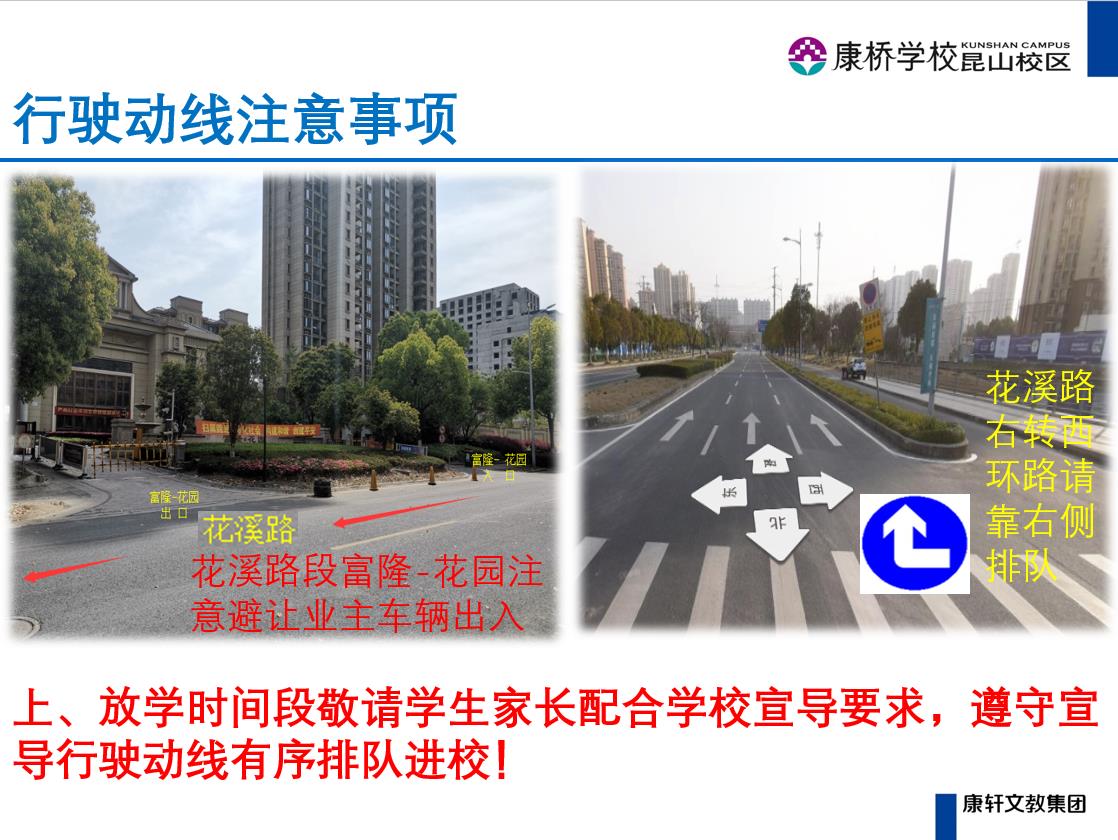 康桥学校
KUNSHAN CAMPUS
昆山校区
行驶动线注意事项
富隆-花园
出口
富隆-花园
入口
花溪路
花溪路段富隆-花园注
意避让业主车辆出入
花溪路
右转西
环路请
靠右侧
排队
南
东
西
北
上、放学时间段敬请学生家长配合学校宣导要求，遵守宣
导行驶动线有序排队进校！
康轩文教集团